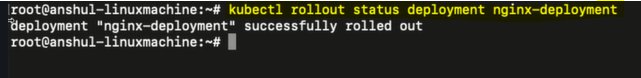 root@anshul-linuxmachine:~# kubectl rollout status deployment nginx-deployment
deployment "nginx-deployment" successfully rolled out
root@anshul-linuxmachine:~#